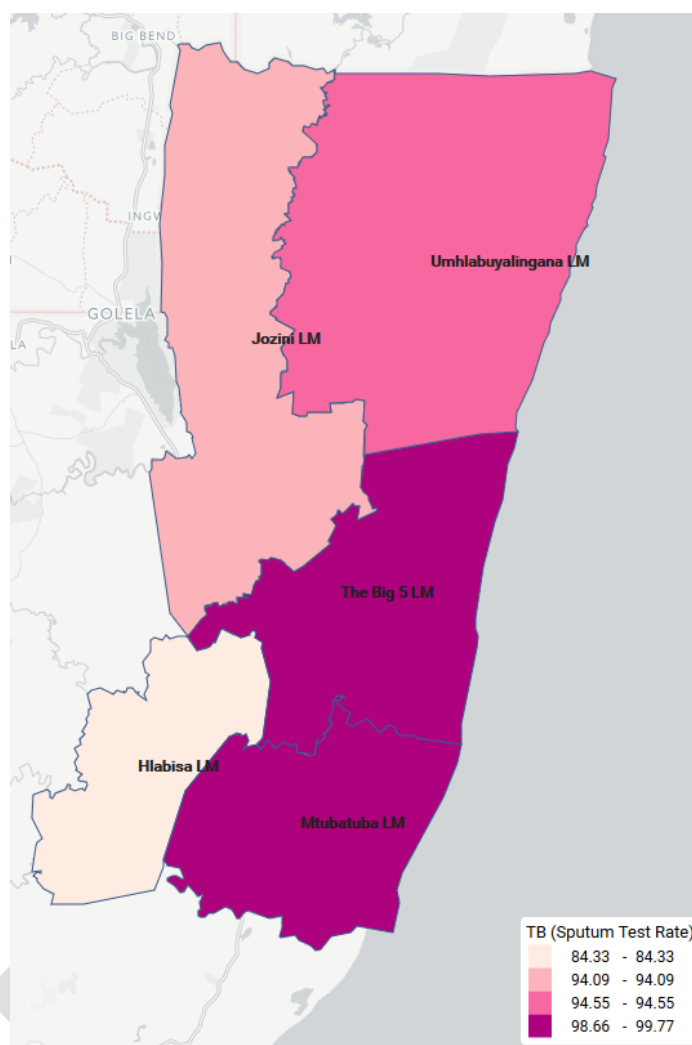 BIG BEND
INGW
Umhlabuyalingana LM
GOLELA
Jozini LM
LA
The Big 5 LM
Hlabisa LM
Mtubatuba LM
TB (Sputum Test Rate)
84.33 - 84.33
94.09 - 94.09
94.55 - 94.55
98.66 - 99.77